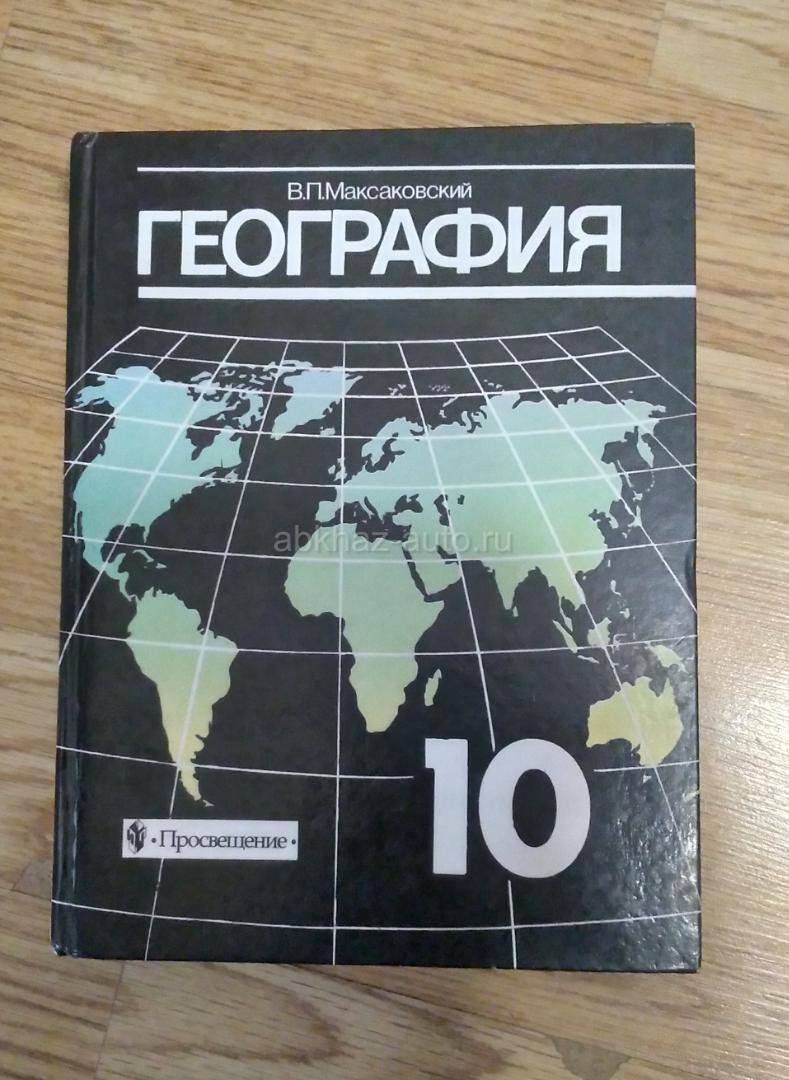 В.П.Максаковский
ГЕОГРАФИЯ
abkhaz-auto.ru
10
·Просвещение·